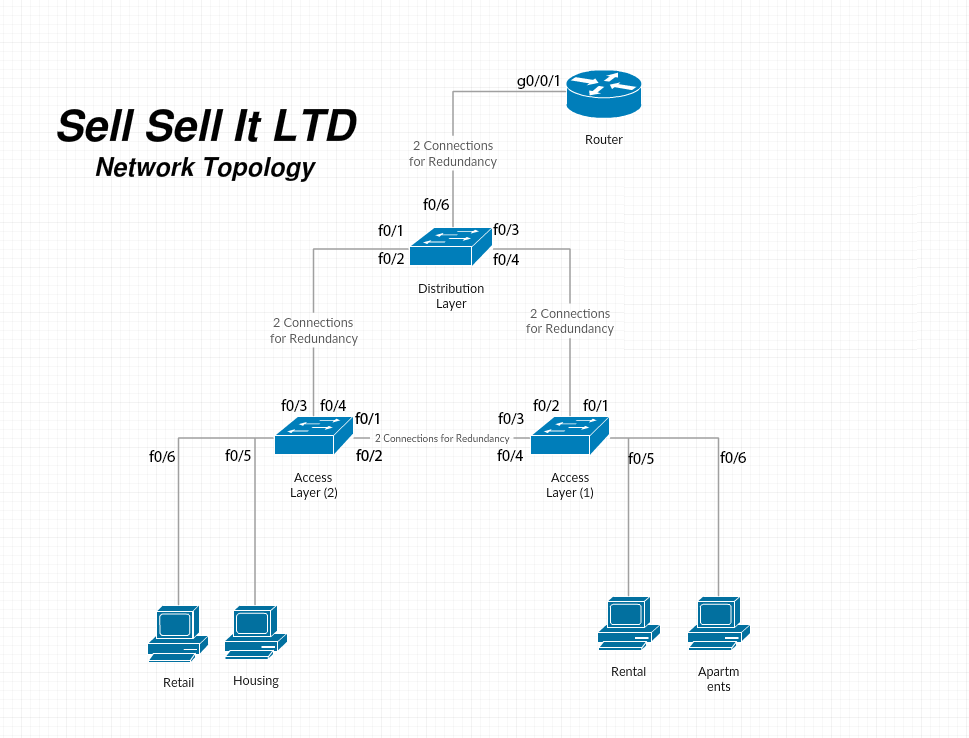 g0/0/1
Sell Sell It LTD
Network Topology
Router
2 Connections
for Redundancy
f0/6
f0/1
f0/3
f0/2
f0/4
Distribution
Layer
2 Connections
for Redundancy
2 Connections
for Redundancy
f0/3
f0/4
f0/1
f0/2
2 Connections for Redundancy
f0/3
f0/4
f0/2
f0/1
f0/6
f0/5
f0/5
f0/6
Access
Layer (2)
Access
Layer (1)
Retail
Housing
Rental
Apartm
ents